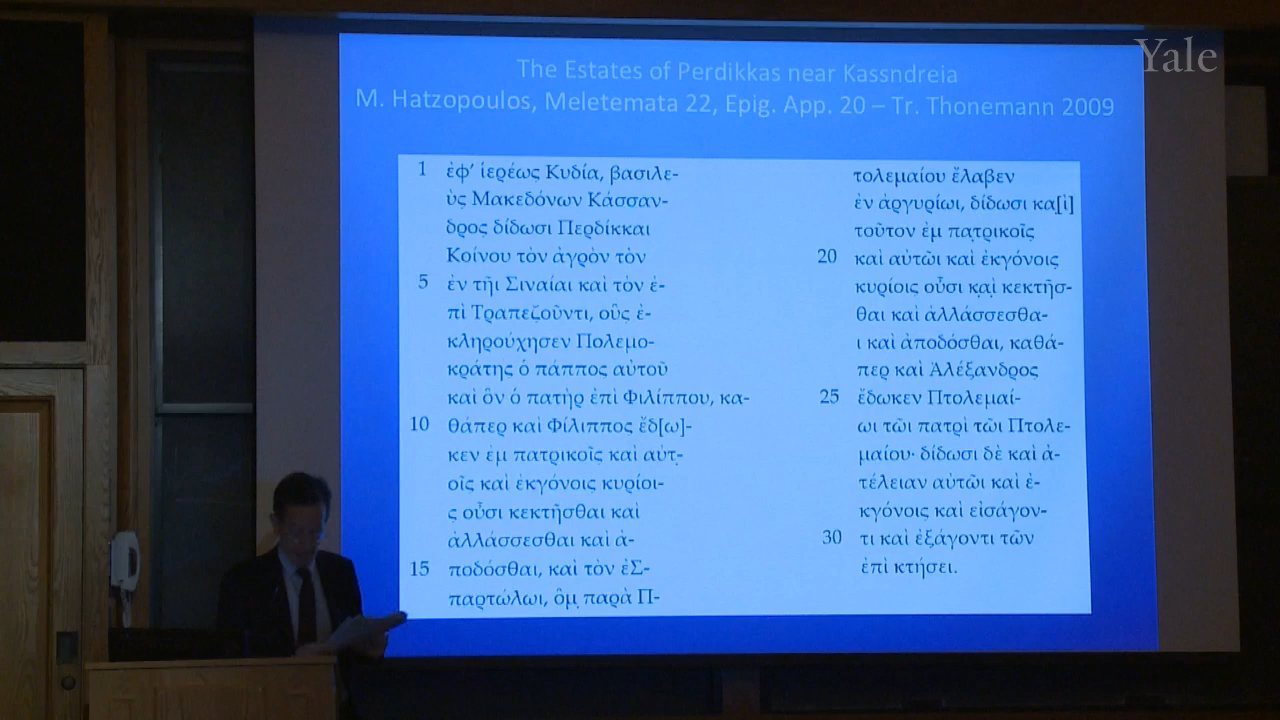 Yale
The Estates of Perdikkas near Kassndreia
M. Hatzopoulos, Meletemata 22, Epig. App. 20 – Tr. Thonemann 2009
1 ἐφ’ ἱερέως Κυδία, βασιλε-
ὺς Μακεδόνων Κάσσαν-
δρος δίδωσι Περδίκκαι
Κοίνου τὸν ἀγρὸν τὸν
5 ἐν τῆι Σιναίαι καὶ τὸν ἐ-
πὶ Τραπεζοῦντι, οὓς ἐ-
κληρούχησεν Πολεμο-
κράτης ὁ πάππος αὐτοῦ
καὶ ὃν ὁ πατὴρ ἐπὶ Φιλίππου, κα-
10 θάπερ καὶ Φίλιππος ἔδ[ω]-
κεν ἐμ πατρικοῖς καὶ αὐτ̣-
οῖς καὶ ἐκγόνοις κυρίοι-
ς οὖσι κεκτῆσθαι καὶ
ἀλλάσσεσθαι καὶ ἀ-
15 ποδόσθαι, καὶ τὸν ἐΣ-
παρτώλωι, ὃμ̣ παρὰ Π-
τολεμαίου ἔλαβεν
ἐν ἀργυρίωι, δίδωσι κα[ὶ]
τοῦτον ἐμ πα̣τρικοῖς
20 καὶ αὐτῶι καὶ ἐκγόνοις
κυρίοις οὖσι κα̣ὶ̣ κεκτῆσ-
θαι καὶ ἀλλάσσεσθα-
ι καὶ ἀποδόσθαι, καθά-
περ καὶ Ἀλέξανδρος
25 ἔδωκεν Πτολεμαί-
ωι τῶι πατρὶ τῶι Πτολε-
μαίου· δίδωσι δὲ καὶ ἀ-
τέλειαν αὐτῶι καὶ ἐ-
κγόνοις καὶ εἰσάγον-
30 τι καὶ ἐξάγοντι τῶν
ἐπὶ κτήσει.